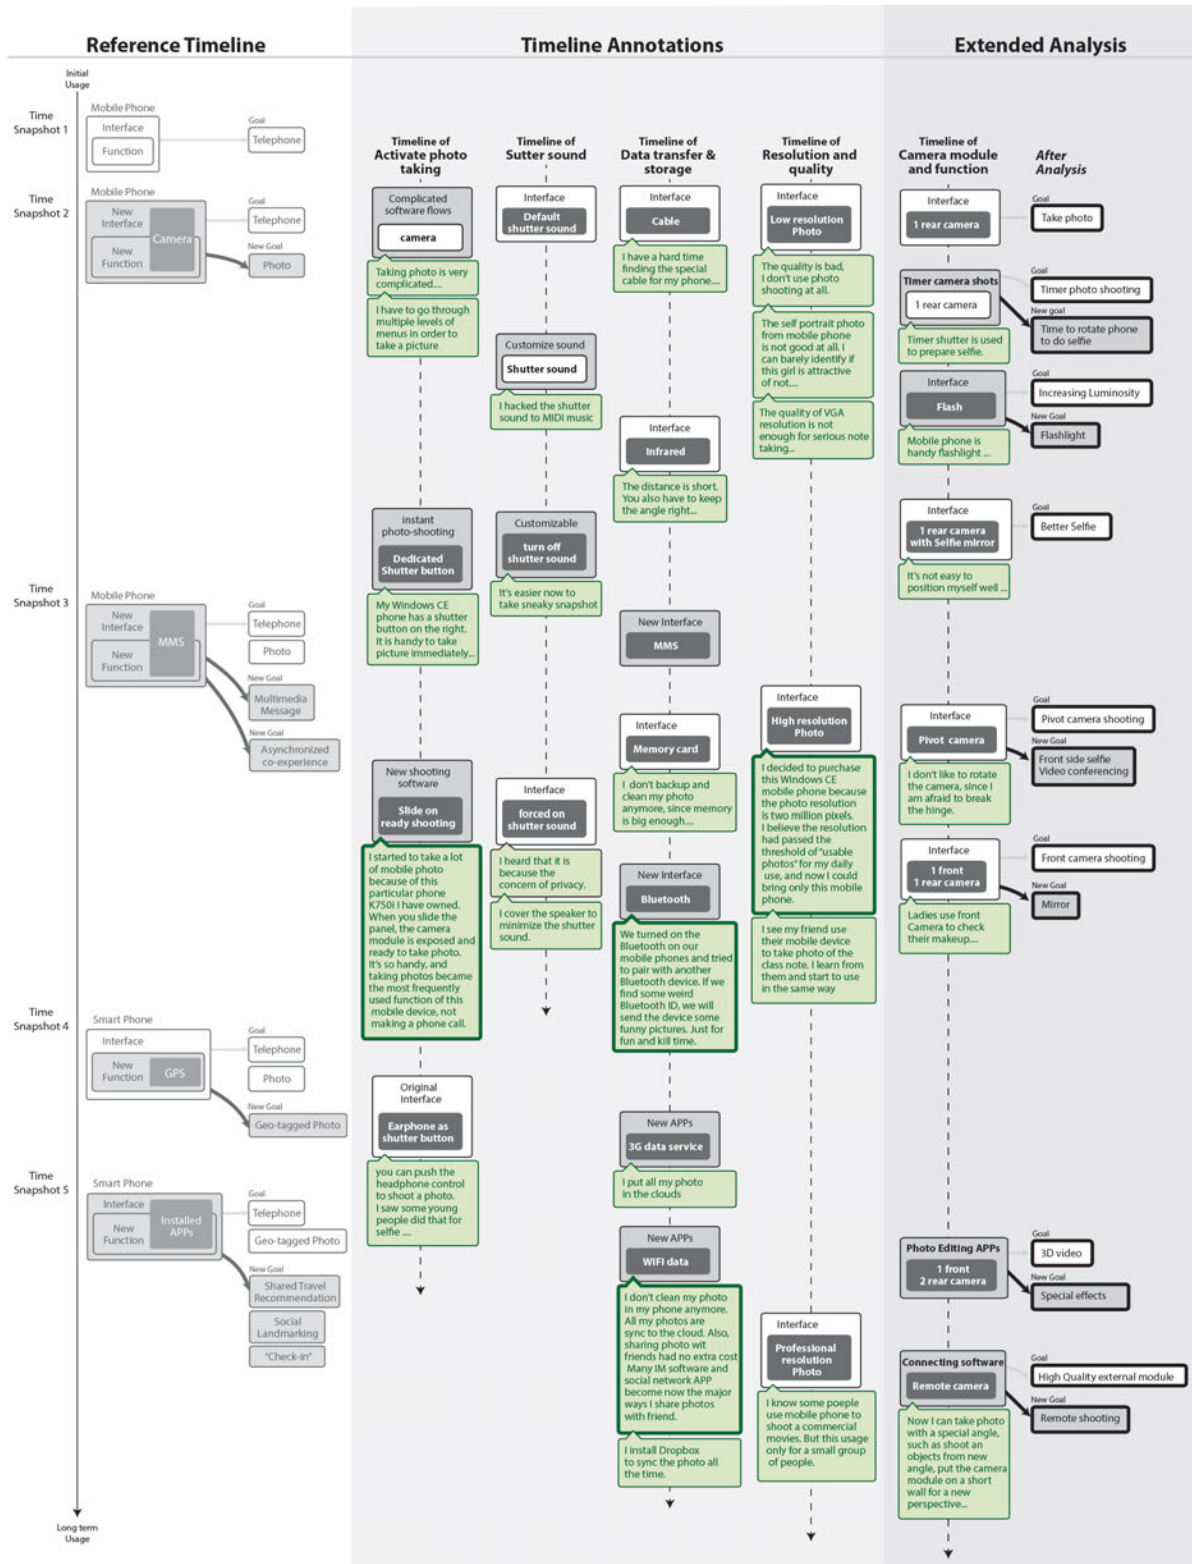 Reference Timeline
Timeline Annotations
Extended Analysis
Initial
Usage
Time
Snapshot 1
Mobile Phone
Interface
Function
Goal
Telephone
Time
Snapshot 2
Mobile Phone
New
Interface
New
Function
Camera
Goal
Telephone
New Goal
Photo
Time
Snapshot 3
Mobile Phone
New
Interface
New
Function
MMS
Goal
Telephone
Photo
New Goal
Multimedia
Message
New Goal
Asynchronized
co-experience
Time
Snapshot 4
Smart Phone
Interface
New
Function
GPS
Goal
Telephone
Photo
New Goal
Geo-tagged Photo
Time
Snapshot 5
Smart Phone
Interface
New
Function
Installed
APPs
Goal
Telephone
Geo-tagged Photo
New Goal
Shared Travel
Recommendation
Social
Landmarking
"Check-in"
Long term
Usage
Timeline of
Activate photo
taking
Complicated
software flows
camera
Taking photo is very
complicated....
I have to go through
multiple levels of
menus in order to
take a picture
instant
photo-shooting
Dedicated
Shutter button
My Windows CE
phone has a shutter
button on the right.
It is handy to take
picture immediately...
New shooting
software
Slide on
ready shooting
I started to take a lot
of mobile photo
because of this
particular phone
K750i I have owned.
When you slide the
panel, the camera
module is exposed and
ready to take photo.
It's so handy, and
taking photos became
the most frequently
used function of this
mobile device, not
making a phone call.
Original
Interface
Earphone as
shutter button
you can push the
headphone control
to shoot a photo.
I saw some young
people did that for
selfie ....
Timeline of
Sutter sound
Interface
Default
shutter sound
Customize sound
Shutter sound
I hacked the shutter
sound to MIDI music
Customizable
turn off
shutter sound
It's easier now to
take sneaky snapshot
Interface
forced on
shutter sound
I heard that it is
because the
concern of privacy.
I cover the speaker to
minimize the shutter
sound.
Timeline of
Data transfer &
storage
Interface
Cable
I have a hard time
finding the special
cable for my phone....
Interface
Infrared
The distance is short.
You also have to keep
the angle right...
New Interface
MMS
Interface
Memory card
I don't backup and
clean my photo
anymore, since memory
is big enough....
New Interface
Bluetooth
We turned on the
Bluetooth on our
mobile phones and tried
to pair with another
Bluetooth device. If we
find some weird
Bluetooth ID, we will
send the device some
funny pictures. Just for
fun and kill time.
New APPs
3G data service
I put all my photo
in the clouds
New APPs
WIFI data
I don't clean my photo
in my phone anymore.
All my photos are
sync to the cloud. Also,
sharing photo wit
friends had no extra cost
Many IM software and
social network APP
become now the major
ways I share photos
with friend.
I install Dropbox
to sync the photo all
the time.
Timeline of
Resolution and
quality
Interface
Low resolution
Photo
The quality is bad,
I don't use photo
shooting at all.
The self portrait photo
from mobile phone
is not good at all. I
can barely identify if
this girl is attractive
of not....
The quality of VGA
resolution is not
enough for serious note
taking...
Interface
High resolution
Photo
I decided to purchase
this Windows CE
mobile phone because
the photo resolution
is two million pixels.
I believe the resolution
had passed the
threshold of "usable
photos" for my daily
use, and now I could
bring only this mobile
phone.
I see my friend use
their mobile device
to take photo of the
class note. I learn from
them and start to use
in the same way
Interface
Professional
resolution
Photo
I know some poeple
use mobile phone to
shoot a commercial
movies. But this usage
only for a small group
of people.
Timeline of
Camera module
and function
After
Analysis
Interface
1 rear camera
Goal
Take photo
Timer camera shots
1 rear camera
Timer shutter is used
to prepare selfie.
Goal
Timer photo shooting
New goal
Time to rotate phone
to do selfie
Interface
Flash
Mobile phone is
handy flashlight ...
Goal
Increasing Luminosity
New Goal
Flashlight
Interface
1 rear camera
with Selfie mirror
It's not easy to
position myself well ...
Goal
Better Selfie
Interface
Pivot camera
I don't like to rotate
the camera, since I
am afraid to break
the hinge.
Goal
Pivot camera shooting
New Goal
Front side selfie
Video conferencing
Interface
1 front
1 rear camera
Ladies use front
Camera to check
their makeup....
Goal
Front camera shooting
New Goal
Mirror
Photo Editing APPs
1 front
2 rear camera
Goal
3D video
New Goal
Special effects
Connecting software
Remote camera
Now I can take photo
with a special angle,
such as shoot an
objects from new
angle, put the camera
module on a short
wall for a new
perspective...
Goal
High Quality external module
New Goal
Remote shooting